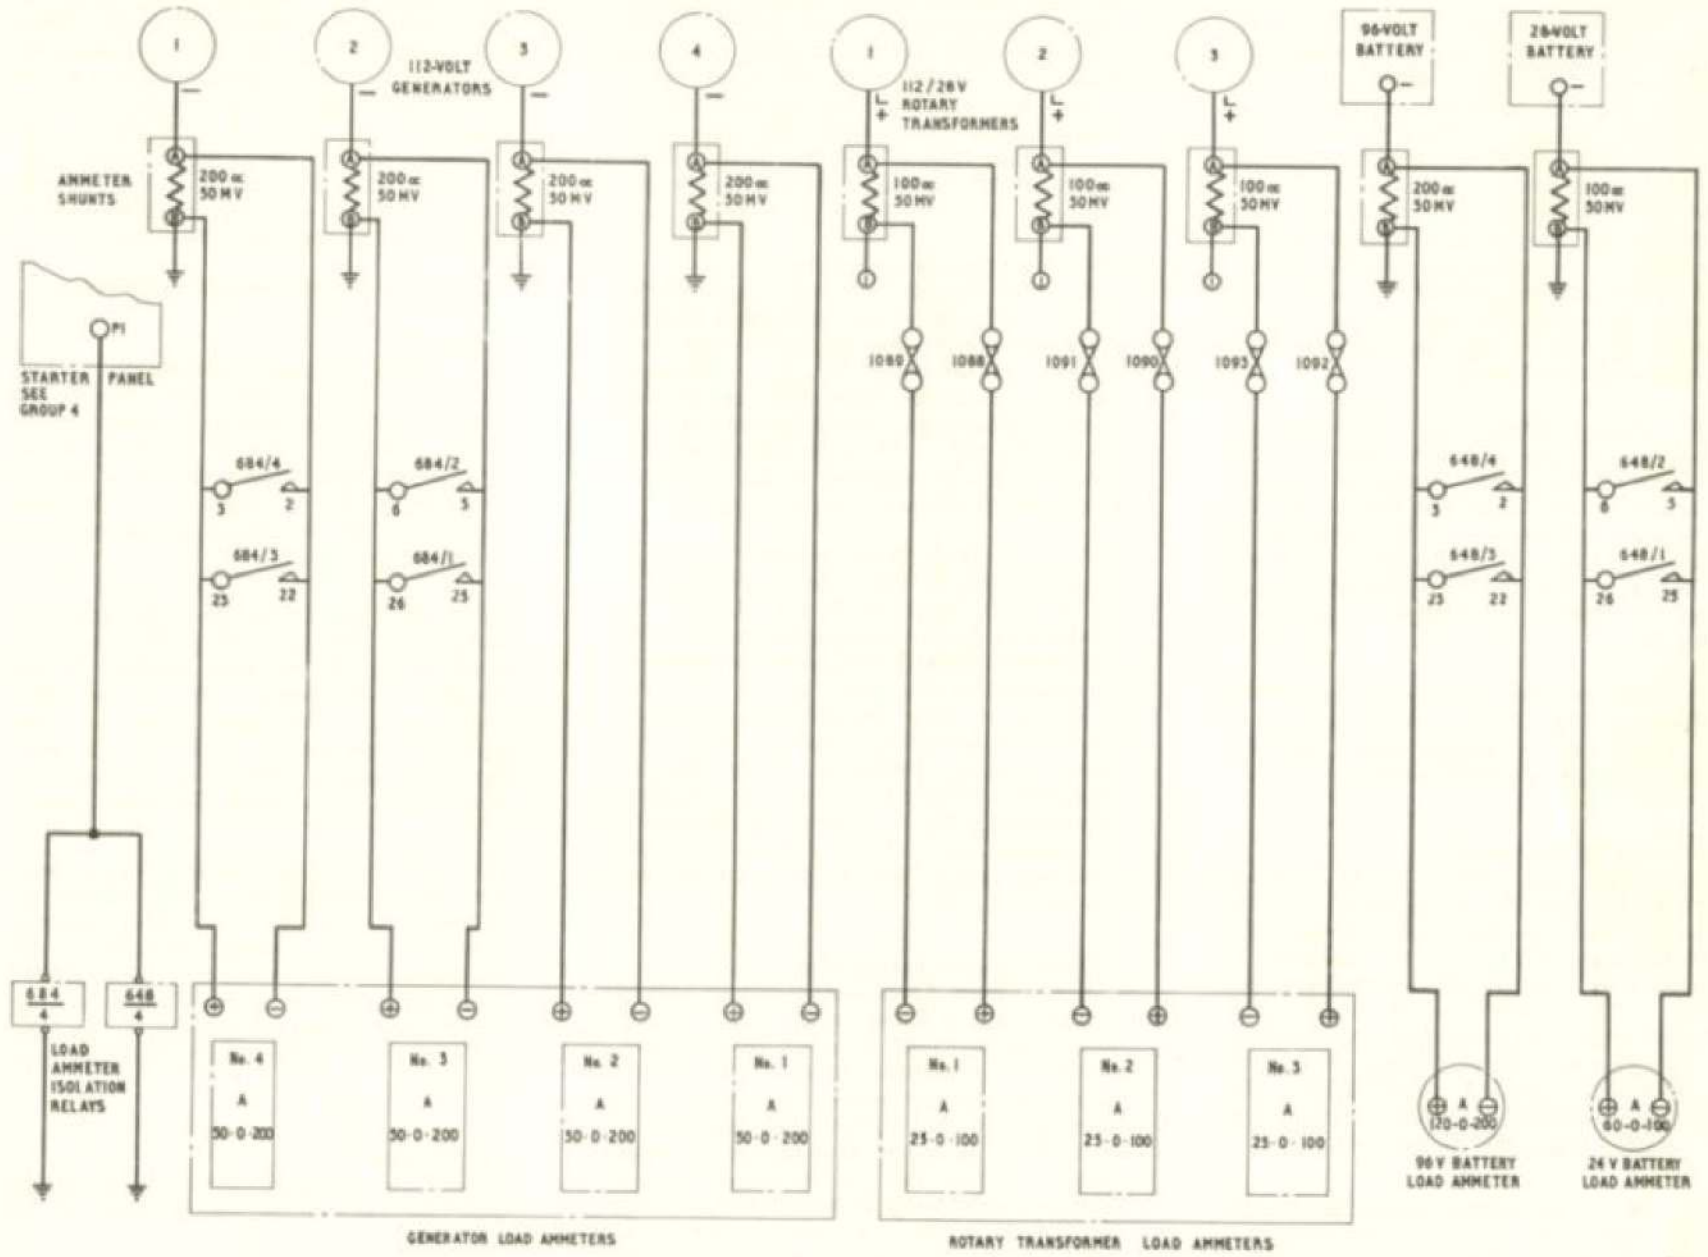 1
2
3
4
1
2
3
112-VOLT
GENERATORS
112/28V
ROTARY
TRANSFORMERS
96-VOLT
BATTERY
28-VOLT
BATTERY
AMMETER
SHUNTS
A
B
200
50 MV
A
B
200
50 MV
A
B
200
50 MV
A
B
200
50 MV
A
B
100
50 MV
A
B
100
50 MV
A
B
100
50 MV
A
B
200
50 MV
A
B
100
50 MV
P1
STARTER PANEL
SEE
GROUP 4
1089
1088
1091
1090
1093
1092
684/4
3
2
684/2
6
5
648/4
3
2
648/2
6
5
684/3
23
22
684/1
26
25
648/3
23
22
648/1
26
25
684
4
648
4
LOAD
AMMETER
ISOLATION
RELAYS
No. 4
A
50-0-200
No. 3
A
50-0-200
No. 2
A
50-0-200
No. 1
A
50-0-200
GENERATOR LOAD AMMETERS
No. 1
A
25-0-100
No. 2
A
25-0-100
No. 3
A
25-0-100
ROTARY TRANSFORMER LOAD AMMETERS
A
120-0-200
96V BATTERY
LOAD AMMETER
A
60-0-100
24 V BATTERY
LOAD AMMETER